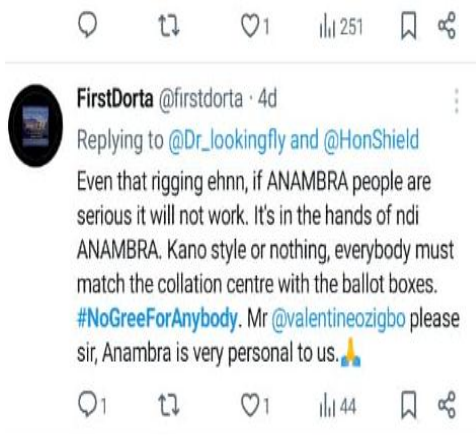 1 251
FirstDorta @firstdorta · 4d
Replying to @Dr_lookingfly and @HonShield
Even that rigging ehnn, if ANAMBRA people are
serious it will not work. It's in the hands of ndi
ANAMBRA. Kano style or nothing, everybody must
match the collation centre with the ballot boxes.
#NoGreeForAnybody. Mr @valentineozigbo please
sir, Anambra is very personal to us.🙏
1 1 44